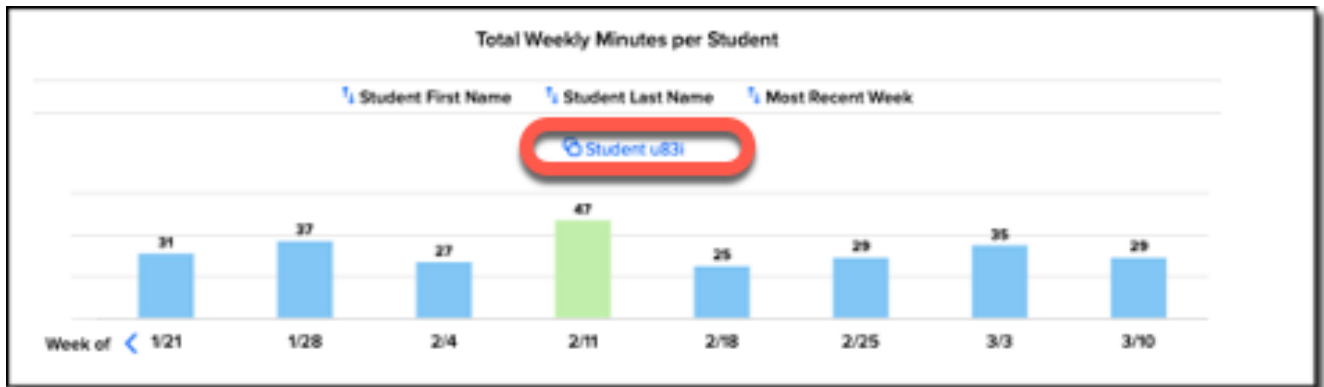 Total Weekly Minutes per Student
Student First Name Student Last Name Most Recent Week
Student u83i
47
37
35
31
29
29
27
25
Week of 1/21 1/28 2/4 2/11 2/18 2/25 3/3 3/10